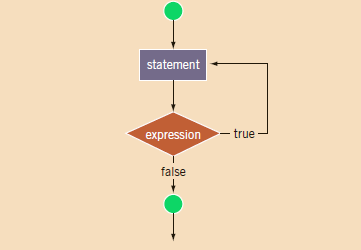 statement
expression
true
false